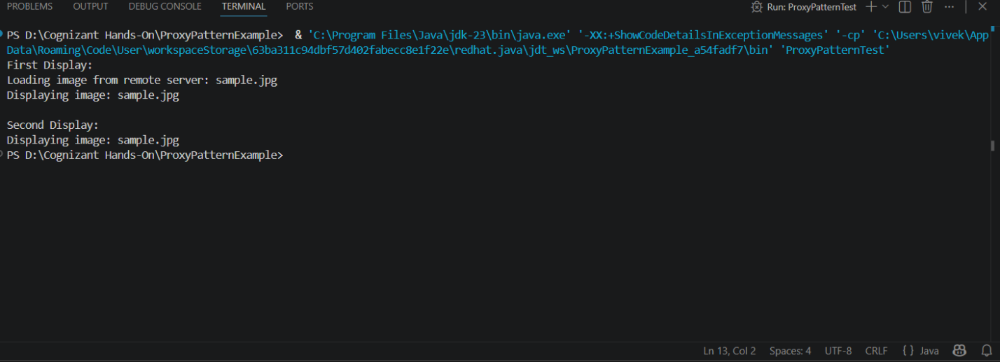 PROBLEMS OUTPUT DEBUG CONSOLE TERMINAL PORTS Run: ProxyPatternTest
PS D:\Cognizant Hands-On\ProxyPatternExample> & 'C:\Program Files\Java\jdk-23\bin\java.exe' '-XX:+ShowCodeDetailsInExceptionMessages' '-cp' 'C:\Users\vivek\App
Data\Roaming\Code\User\workspaceStorage\63ba311c94dbf57d402fabecc8e1f22e\redhat.java\jdt_ws\ProxyPatternExample_a54fadf7\bin' 'ProxyPatternTest'
First Display:
Loading image from remote server: sample.jpg
Displaying image: sample.jpg
Second Display:
Displaying image: sample.jpg
PS D:\Cognizant Hands-On\ProxyPatternExample>
Ln 13, Col 2 Spaces: 4 UTF-8 CRLF {} Java